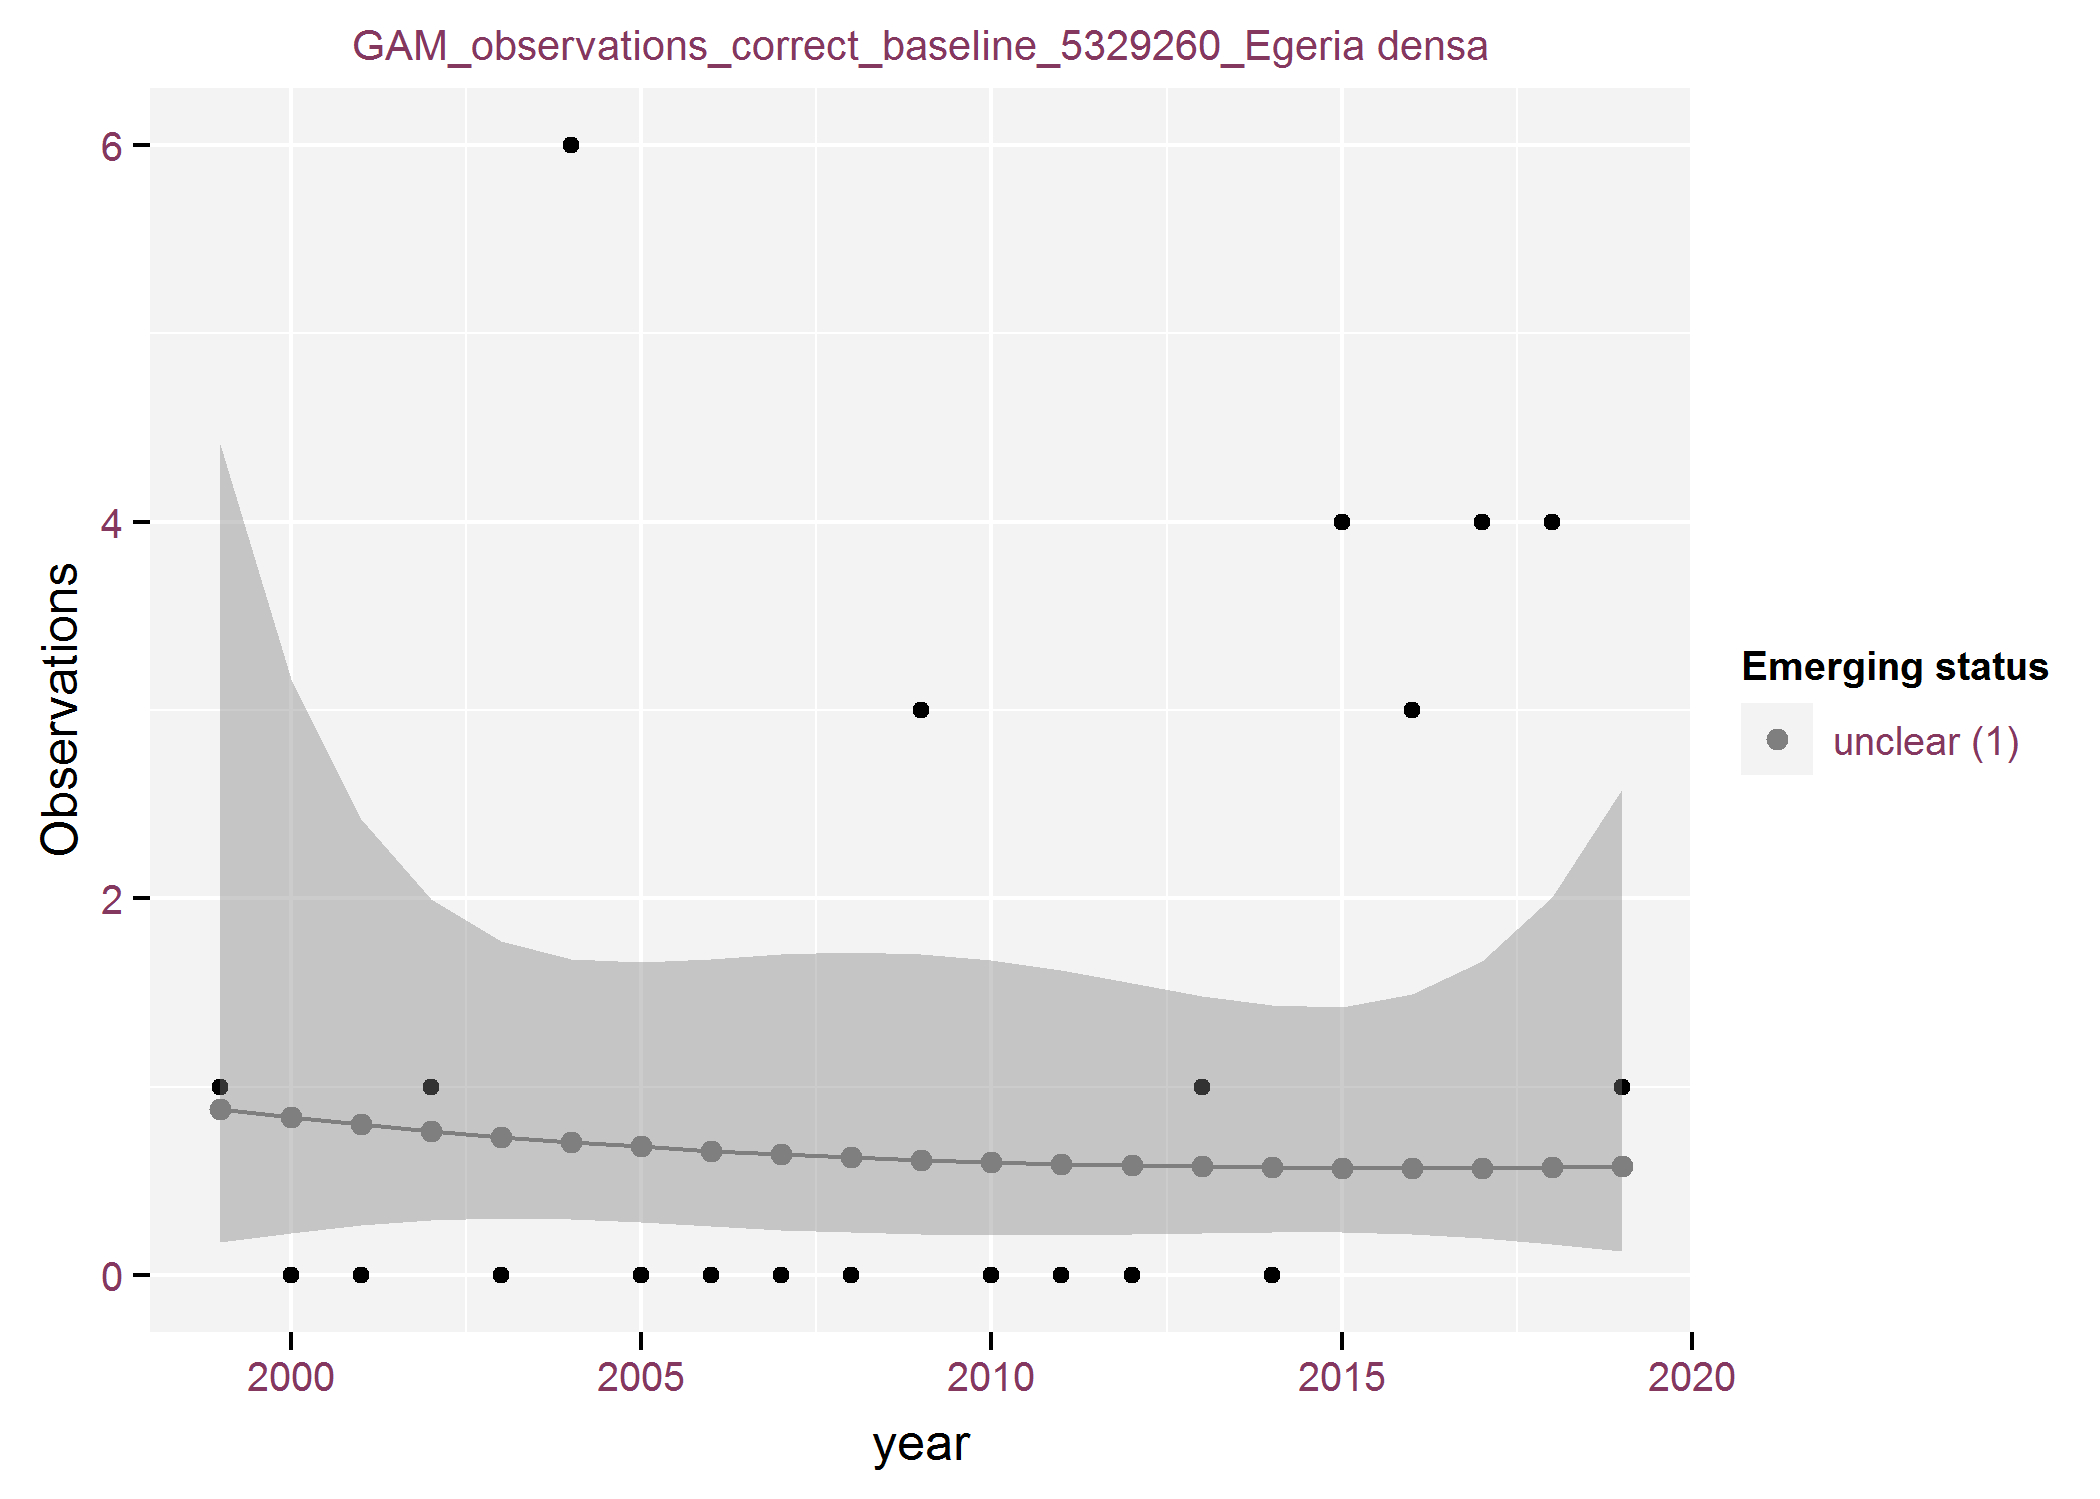 GAM_observations_correct_baseline_5329260_Egeria densa
6
4
2
0
Observations
2000 2005 2010 2015 2020
year
Emerging status
unclear (1)